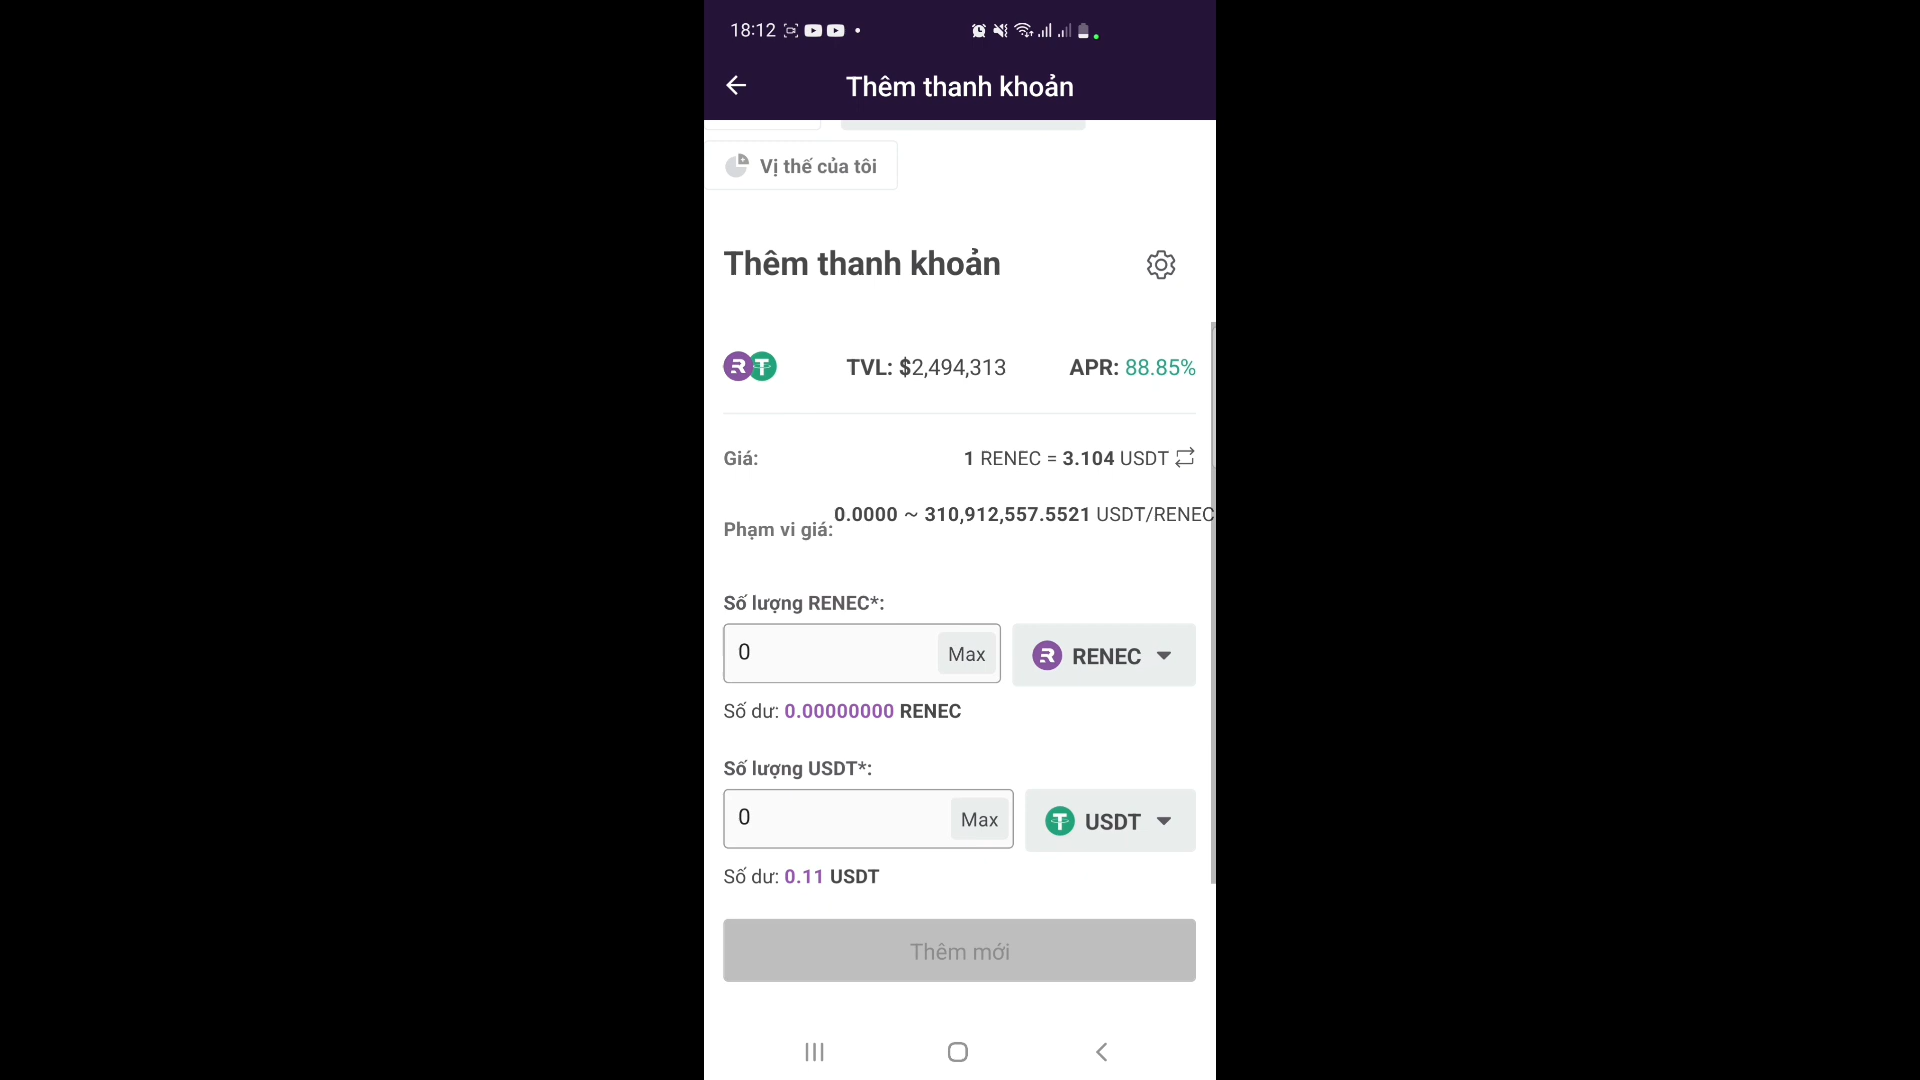 18:12
Thêm thanh khoản
Vị thế của tôi
Thêm thanh khoản
TVL: $2,494,313 APR: 88.85%
Giá: 1 RENEC = 3.104 USDT
Phạm vi giá: 0.0000 ~ 310,912,557.5521 USDT/RENEC
Số lượng RENEC*:
0 Max RENEC
Số dư: 0.00000000 RENEC
Số lượng USDT*:
0 Max USDT
Số dư: 0.11 USDT
Thêm mới